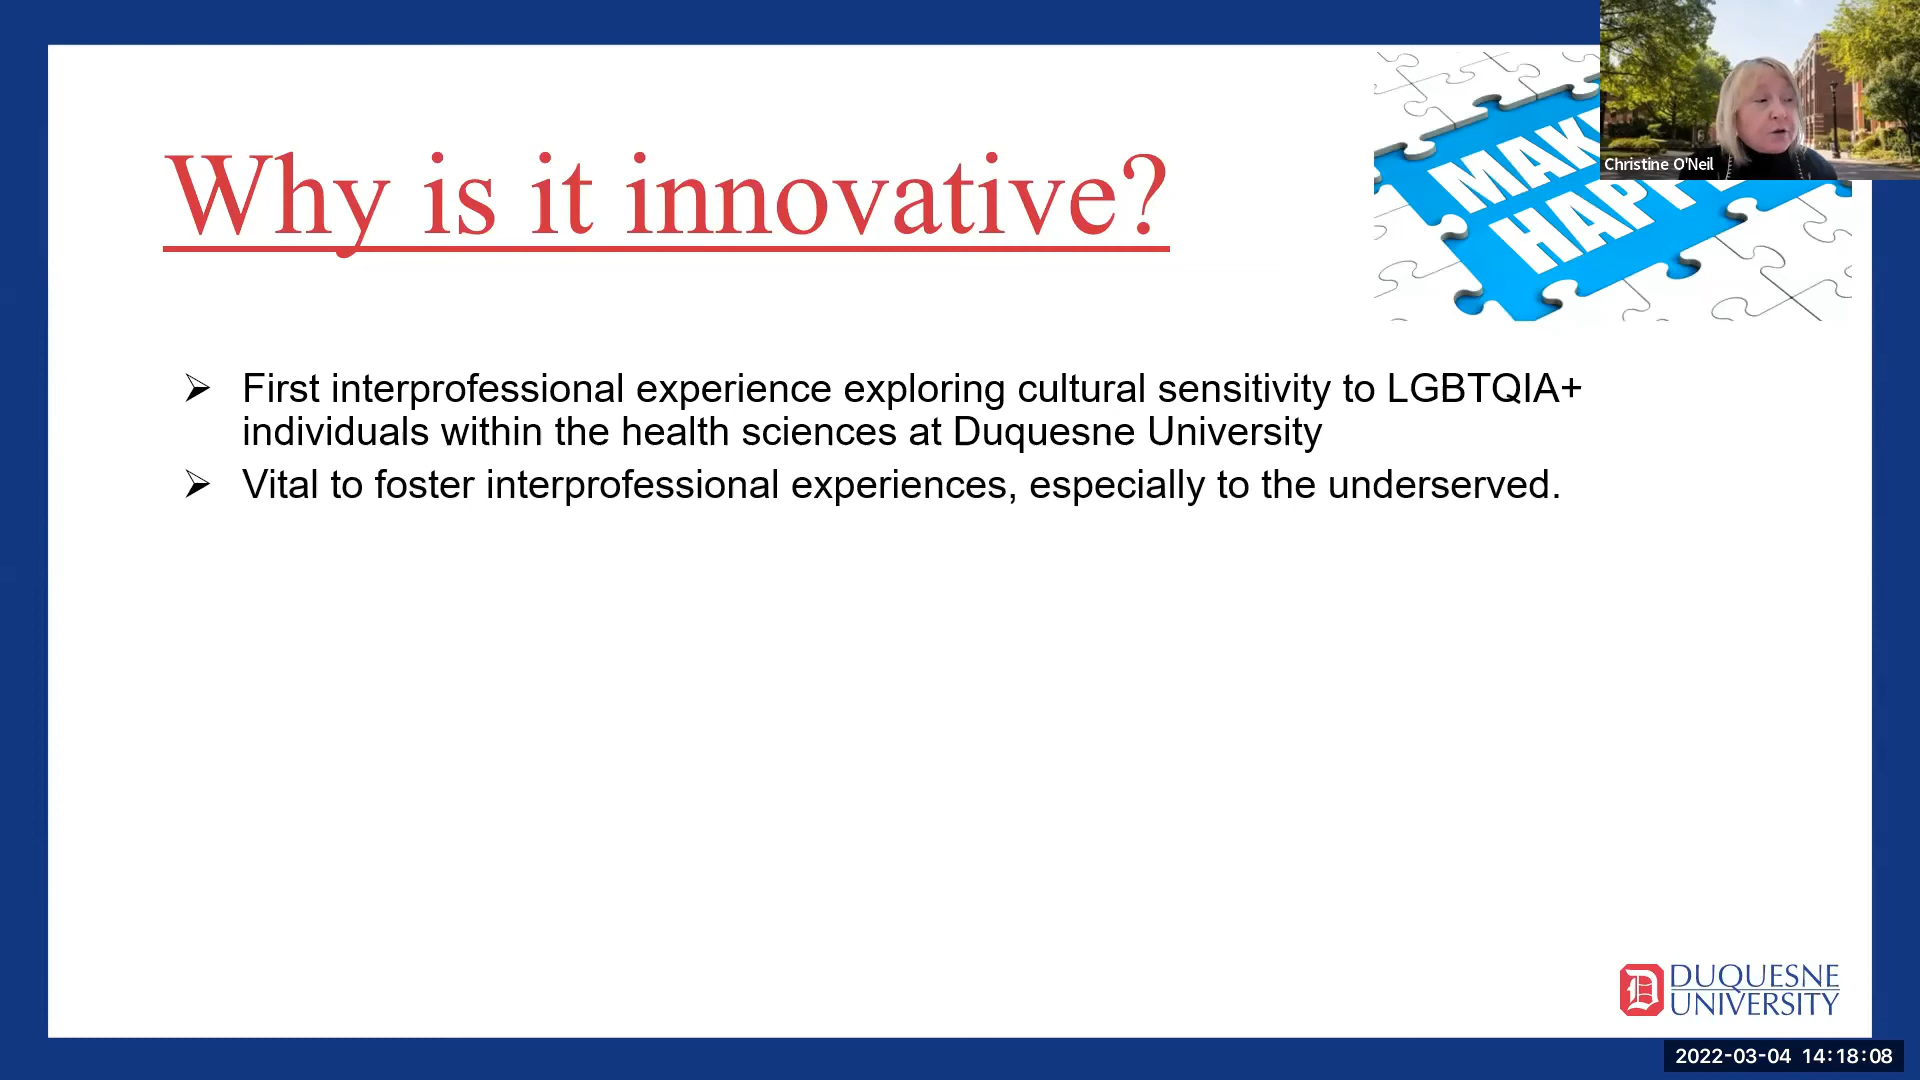 Why is it innovative?
MAK
HAPP
Christine O'Neil
➢ First interprofessional experience exploring cultural sensitivity to LGBTQIA+
individuals within the health sciences at Duquesne University
➢ Vital to foster interprofessional experiences, especially to the underserved.
D DUQUESNE
UNIVERSITY
2022-03-04 14:18:08